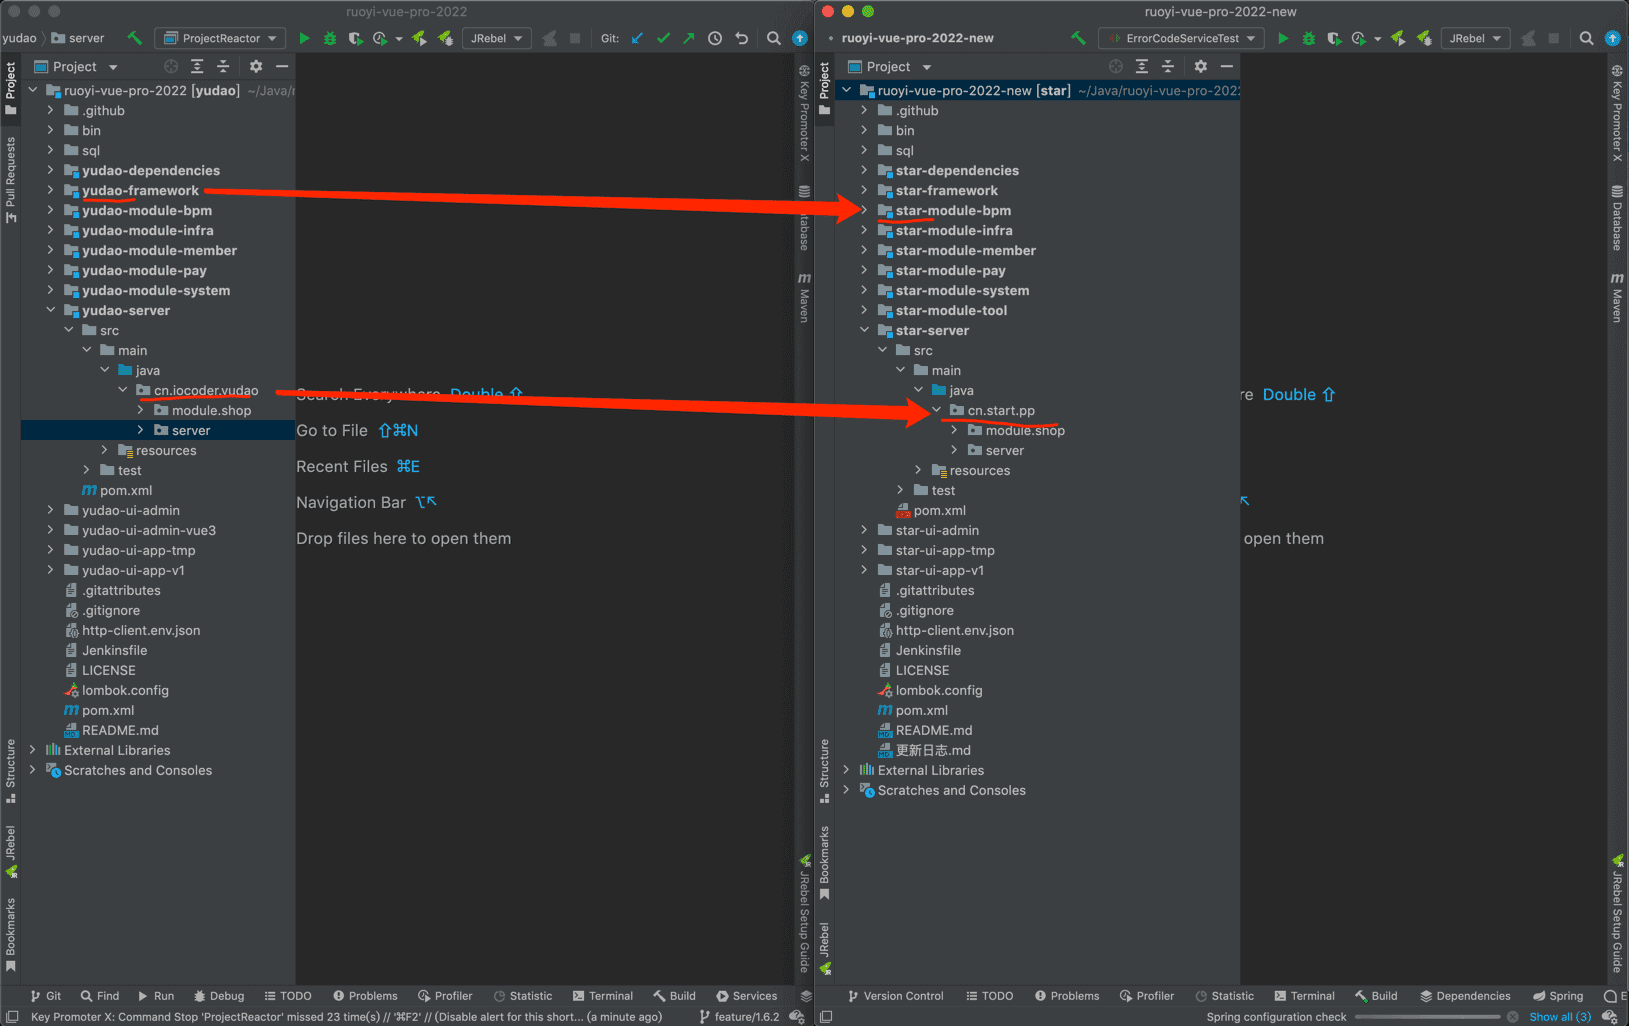 ruoyi-vue-pro-2022
yudao
server
ProjectReactor
JRebel
Git:
Project
Project
Pull Requests
Structure
JRebel
Bookmarks
ruoyi-vue-pro-2022 [yudao] ~/Java/r
.github
bin
sql
yudao-dependencies
yudao-framework
yudao-module-bpm
yudao-module-infra
yudao-module-member
yudao-module-pay
yudao-module-system
yudao-server
src
main
java
cn.iocoder.yudao
module.shop
server
resources
test
pom.xml
yudao-ui-admin
yudao-ui-admin-vue3
yudao-ui-app-tmp
yudao-ui-app-v1
.gitattributes
.gitignore
http-client.env.json
Jenkinsfile
LICENSE
lombok.config
pom.xml
README.md
External Libraries
Scratches and Consoles
Search Everywhere Double ⇧
Go to File ⇧⌘N
Recent Files ⌘E
Navigation Bar ⌥↖
Drop files here to open them
Key Promoter X
Maven
JRebel Setup Guide
Git
Find
Run
Debug
TODO
Problems
Profiler
Statistic
Terminal
Build
Services
Key Promoter X: Command Stop 'ProjectReactor' missed 23 time(s) // '⌘F2' // (Disable alert for this short... (a minute ago)
feature/1.6.2
ruoyi-vue-pro-2022-new
ruoyi-vue-pro-2022-new
ErrorCodeServiceTest
JRebel
Project
Project
Structure
Bookmarks
JRebel
ruoyi-vue-pro-2022-new [star] ~/Java/ruoyi-vue-pro-202
.github
bin
sql
star-dependencies
star-framework
star-module-bpm
star-module-infra
star-module-member
star-module-pay
star-module-system
star-module-tool
star-server
src
main
java
cn.start.pp
module.shop
server
resources
test
pom.xml
star-ui-admin
star-ui-app-tmp
star-ui-app-v1
.gitattributes
.gitignore
http-client.env.json
Jenkinsfile
LICENSE
lombok.config
pom.xml
README.md
更新日志.md
External Libraries
Scratches and Consoles
re Double ⇧
↖
open them
Key Promoter X
Database
Maven
JRebel Setup Guide
Version Control
TODO
Problems
Profiler
Statistic
Terminal
Build
Dependencies
Spring
Spring configuration check
Show all (3)